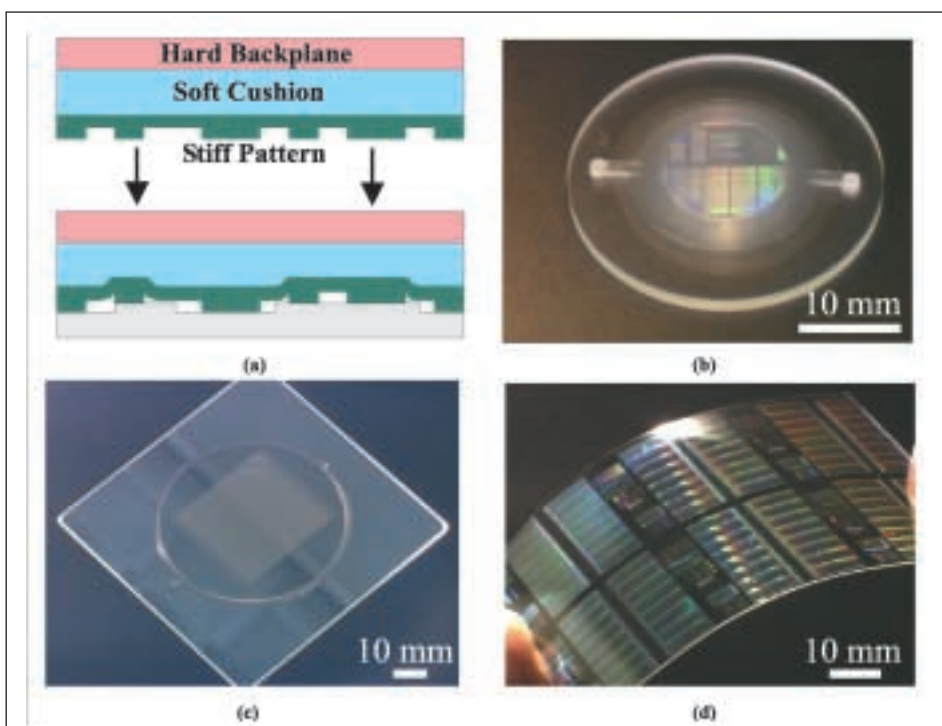 Hard Backplane
Soft Cushion
Stiff Pattern
(a)
10 mm
(b)
10 mm
(c)
10 mm
(d)